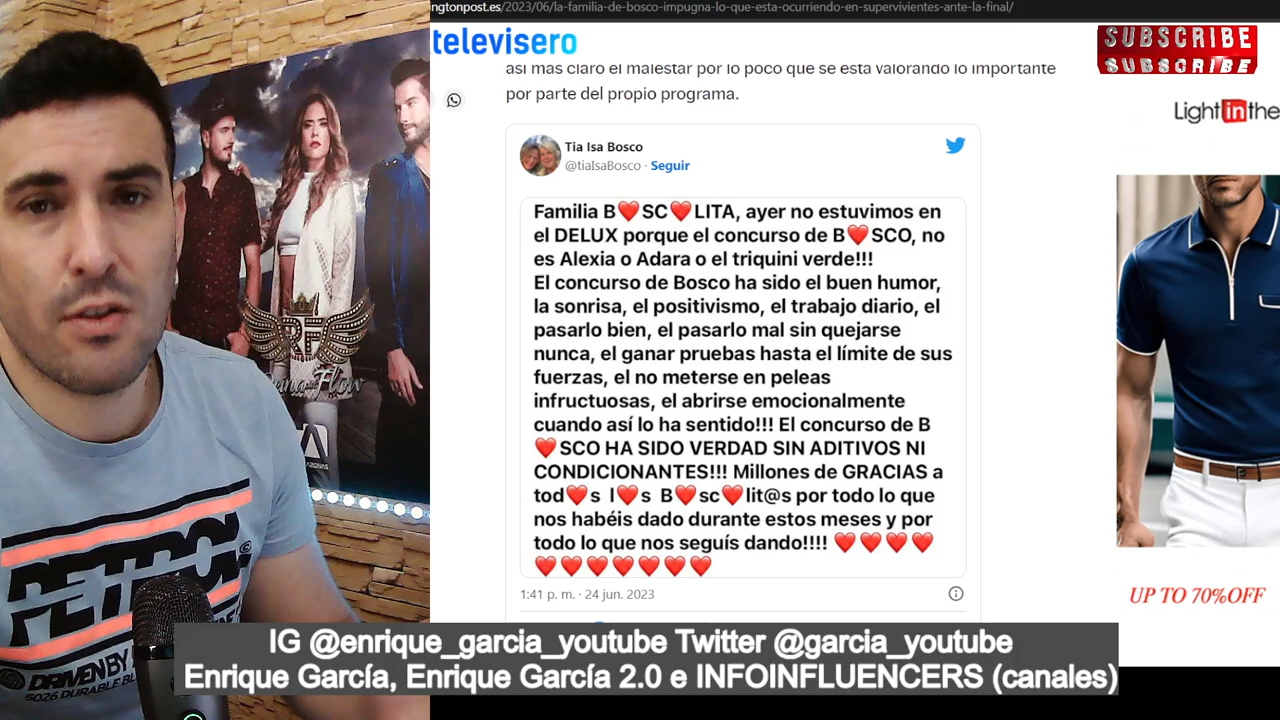 ingtonpost.es/2023/06/la-familia-de-bosco-impugna-lo-que-esta-ocurriendo-en-supervivientes-ante-la-final/
televisero
SUBSCRIBE
SUBSCRIBE
así más claro el malestar por lo poco que se está valorando lo importante
por parte del propio programa.
Light in the
Tia Isa Bosco
@tiaIsaBosco · Seguir
Familia B❤️SC❤️LITA, ayer no estuvimos en
el DELUX porque el concurso de B❤️SCO, no
es Alexia o Adara o el triquini verde!!!
El concurso de Bosco ha sido el buen humor,
la sonrisa, el positivismo, el trabajo diario, el
pasarlo bien, el pasarlo mal sin quejarse
nunca, el ganar pruebas hasta el límite de sus
fuerzas, el no meterse en peleas
infructuosas, el abrirse emocionalmente
cuando así lo ha sentido!!! El concurso de B
❤️SCO HA SIDO VERDAD SIN ADITIVOS NI
CONDICIONANTES!!! Millones de GRACIAS a
tod❤️s l❤️s B❤️sc❤️lit@s por todo lo que
nos habéis dado durante estos meses y por
todo lo que nos seguís dando!!!! ❤️❤️❤️❤️
❤️❤️❤️❤️❤️❤️❤️
1:41 p. m. · 24 jun. 2023
UP TO 70%OFF
RF
DRIVEN BY
IG @enrique_garcia_youtube Twitter @garcia_youtube
Enrique García, Enrique García 2.0 e INFOINFLUENCERS (canales)